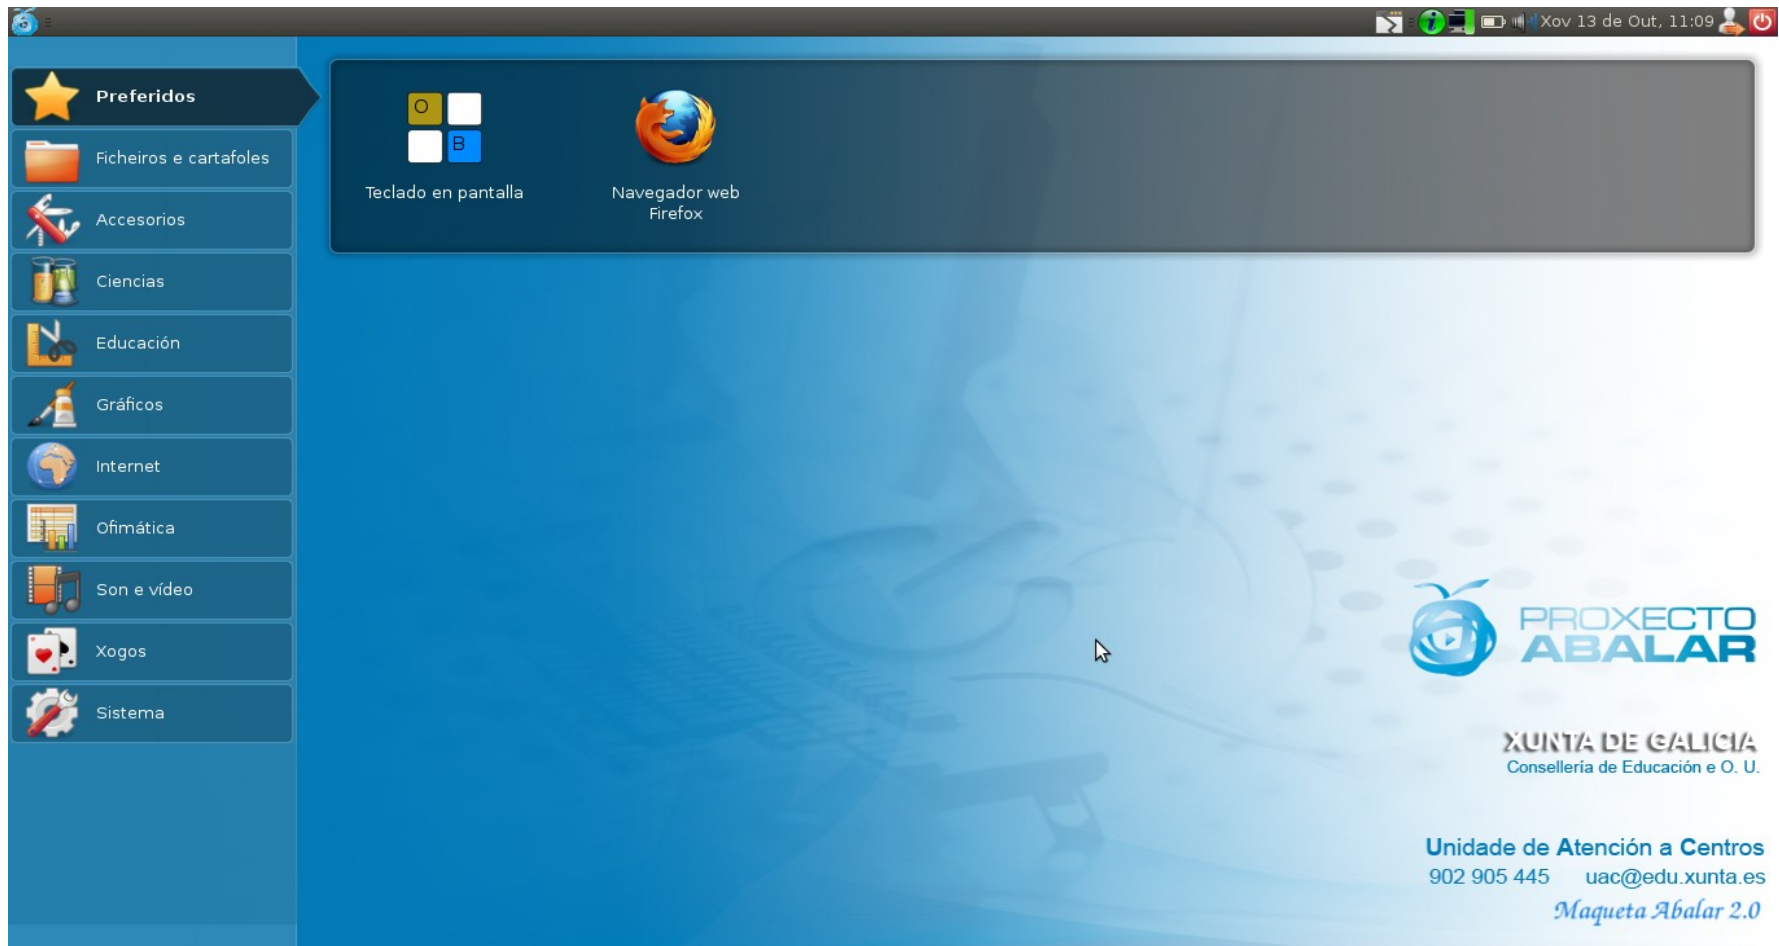 Xov 13 de Out, 11:09
Preferidos
Ficheiros e cartafoles
Accesorios
Ciencias
Educación
Gráficos
Internet
Ofimática
Son e vídeo
Xogos
Sistema
O
B
Teclado en pantalla
Navegador web
Firefox
PROXECTO
ABALAR
XUNTA DE GALICIA
Consellería de Educación e O. U.
Unidade de Atención a Centros
902 905 445 uac@edu.xunta.es
Maqueta Abalar 2.0